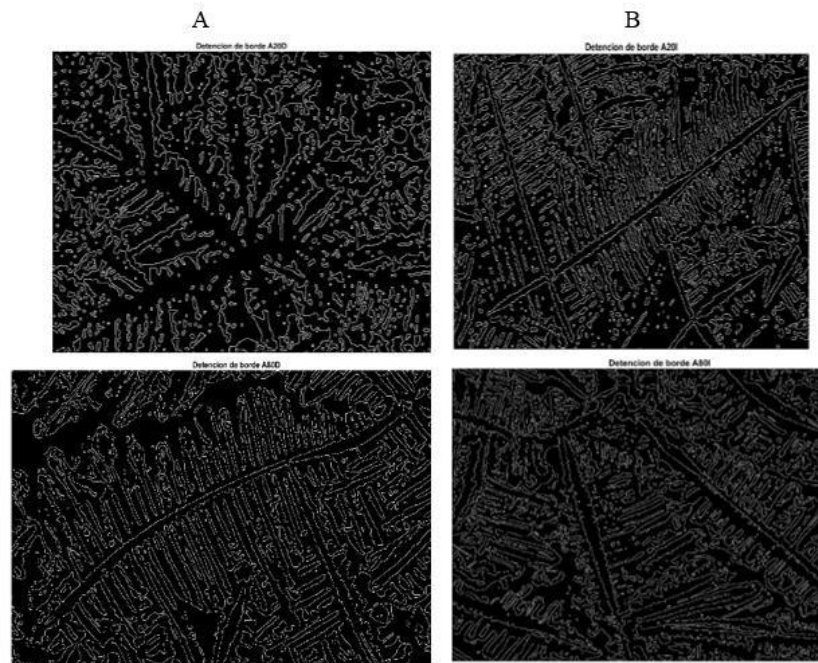 A
B
Detencion de borde A20D
Detencion de borde A20I
Detencion de borde A80D
Detencion de borde A80I